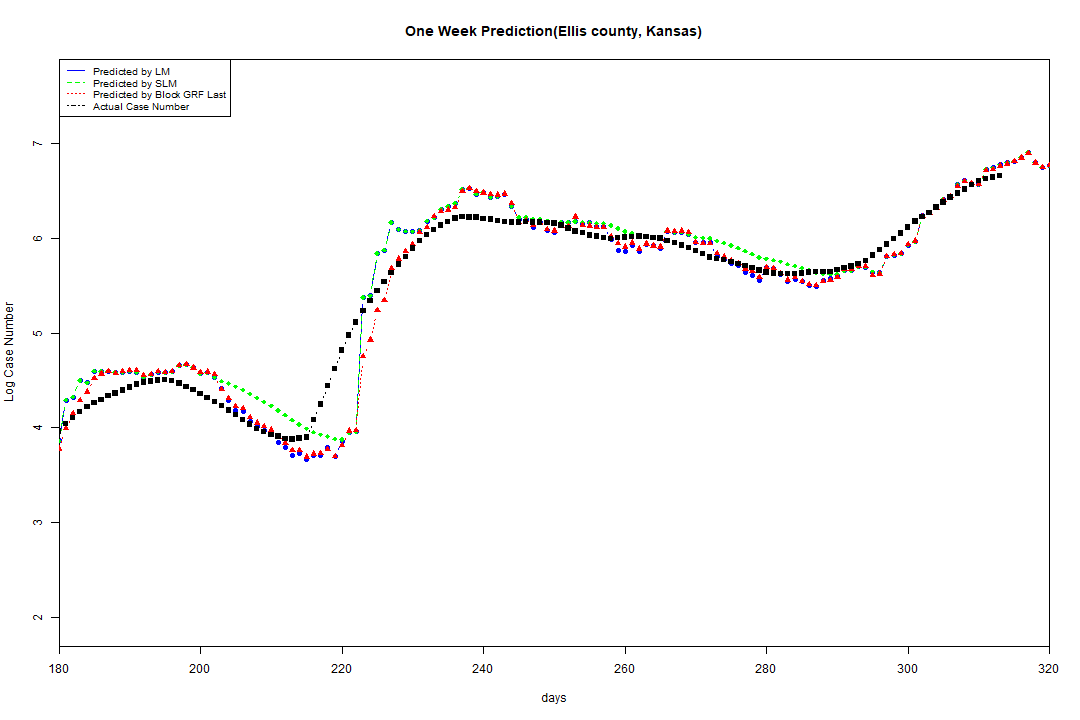 One Week Prediction(Ellis county, Kansas)
Predicted by LM
Predicted by SLM
Predicted by Block GRF Last
Actual Case Number
Log Case Number
7
6
5
4
3
2
180 200 220 240 260 280 300 320
days